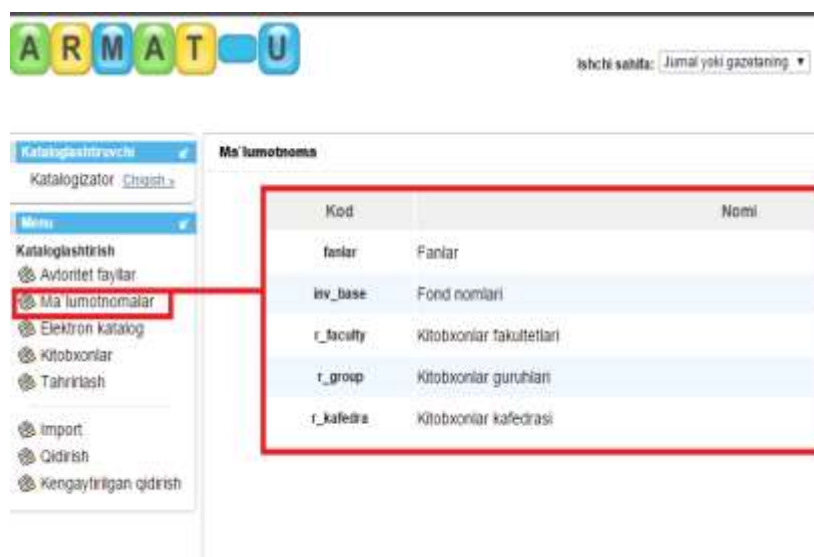 ARMAT-U
Ishchi sahifa: Jurnal yoki gazetaning
Kataloglashtiruvchi
Katalogizator Chiqish »
Menu
Kataloglashtirish
Avtoritet fayllar
Ma'lumotnomalar
Elektron katalog
Kitobxonlar
Tahrirlash
Import
Qidirish
Kengaytirilgan qidirish
Ma'lumotnoma
Kod Nomi
fanlar Fanlar
inv_base Fond nomlari
r_faculty Kitobxonlar fakultetlari
r_group Kitobxonlar guruhlari
r_kafedra Kitobxonlar kafedrasi